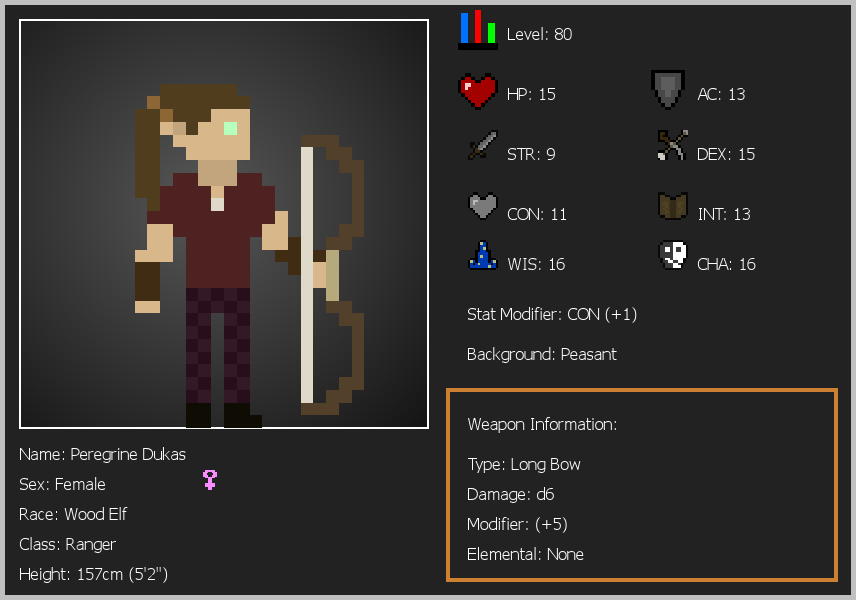 Level: 80
HP: 15
AC: 13
STR: 9
DEX: 15
CON: 11
INT: 13
WIS: 16
CHA: 16
Stat Modifier: CON (+1)
Background: Peasant
Weapon Information:
Type: Long Bow
Damage: d6
Modifier: (+5)
Elemental: None
Name: Peregrine Dukas
Sex: Female
Race: Wood Elf
Class: Ranger
Height: 157cm (5'2")